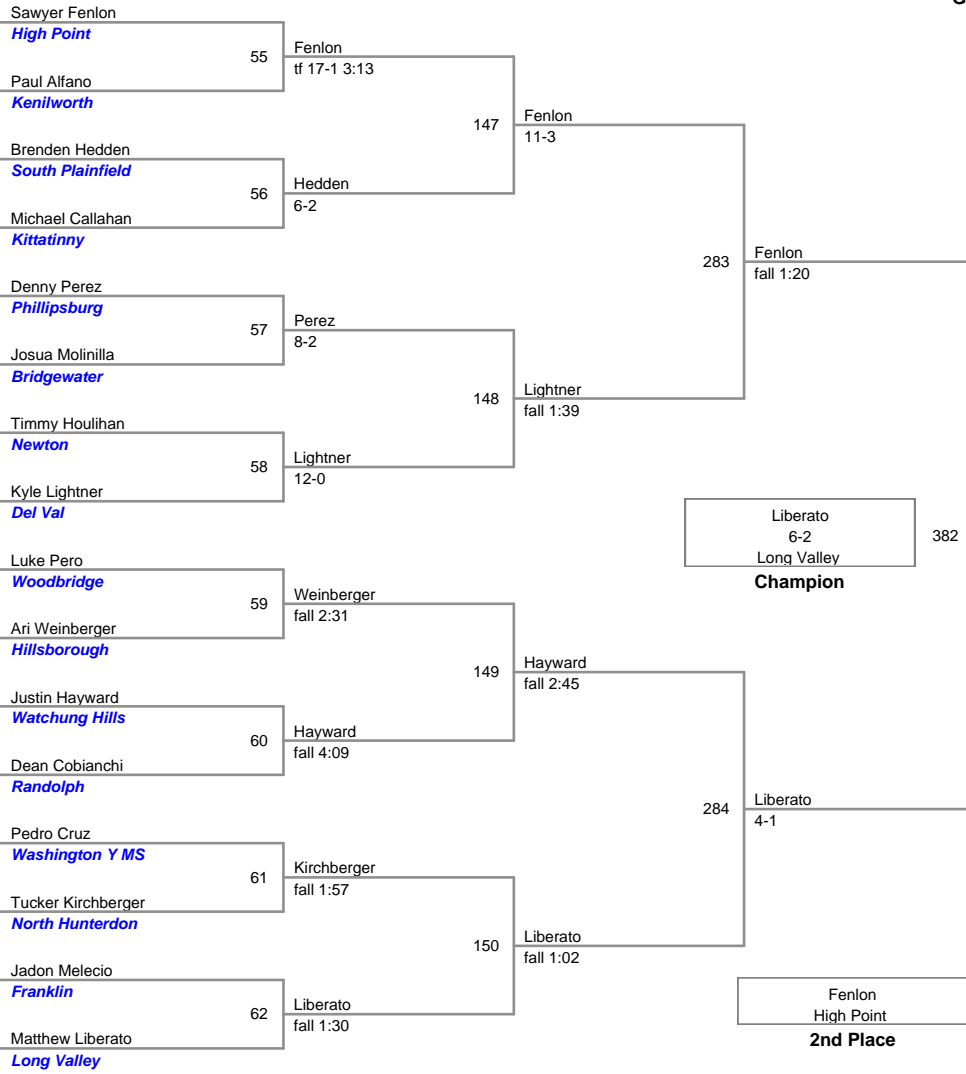 Sawyer Fenlon
High Point
55
Fenlon
tf 17-1 3:13
Paul Alfano
Kenilworth
147
Fenlon
11-3
Brenden Hedden
South Plainfield
56
Hedden
6-2
Michael Callahan
Kittatinny
283
Fenlon
fall 1:20
Denny Perez
Phillipsburg
57
Perez
8-2
Josua Molinilla
Bridgewater
148
Lightner
fall 1:39
Timmy Houlihan
Newton
58
Lightner
12-0
Kyle Lightner
Del Val
Liberato
6-2
Long Valley
382
Champion
Luke Pero
Woodbridge
59
Weinberger
fall 2:31
Ari Weinberger
Hillsborough
149
Hayward
fall 2:45
Justin Hayward
Watchung Hills
60
Hayward
fall 4:09
Dean Cobianchi
Randolph
284
Liberato
4-1
Pedro Cruz
Washington Y MS
61
Kirchberger
fall 1:57
Tucker Kirchberger
North Hunterdon
150
Liberato
fall 1:02
Jadon Melecio
Franklin
62
Liberato
fall 1:30
Matthew Liberato
Long Valley
Fenlon
High Point
2nd Place